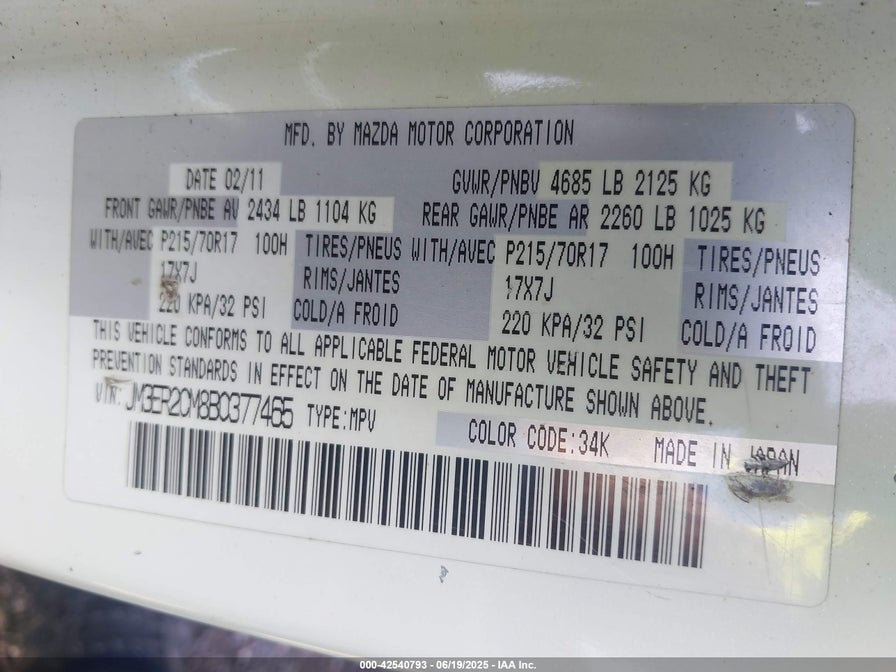 MFD. BY MAZDA MOTOR CORPORATION
DATE 02/11 GVWR/PNBV 4685 LB 2125 KG
FRONT GAWR/PNBE AV 2434 LB 1104 KG REAR GAWR/PNBE AR 2260 LB 1025 KG
WITH/AVEC P215/70R17 100H TIRES/PNEUS WITH/AVEC P215/70R17 100H TIRES/PNEUS
17X7J RIMS/JANTES 17X7J RIMS/JANTES
220 KPA/32 PSI COLD/A FROID 220 KPA/32 PSI COLD/A FROID
THIS VEHICLE CONFORMS TO ALL APPLICABLE FEDERAL MOTOR VEHICLE SAFETY AND THEFT
PREVENTION STANDARDS IN EFFECT ON THE DATE OF MANUFACTURE SHOWN ABOVE.
VIN: JM3ER2CM8B0377465 TYPE:MPV COLOR CODE:34K MADE IN JAPAN
000-42540793 - 06/19/2025 - IAA Inc.